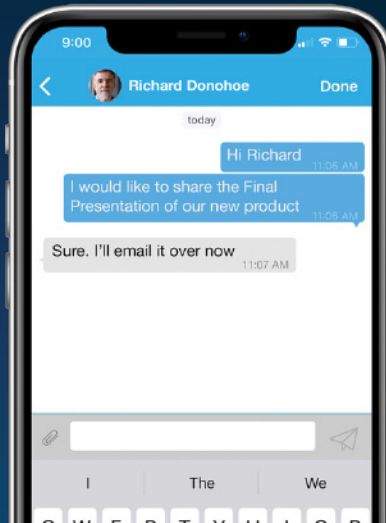 9:00
Richard Donohoe
Done
today
Hi Richard
11:06 AM
I would like to share the Final
Presentation of our new product
11:06 AM
Sure. I'll email it over now
11:07 AM
I The We
Q W E R T Y U I O P